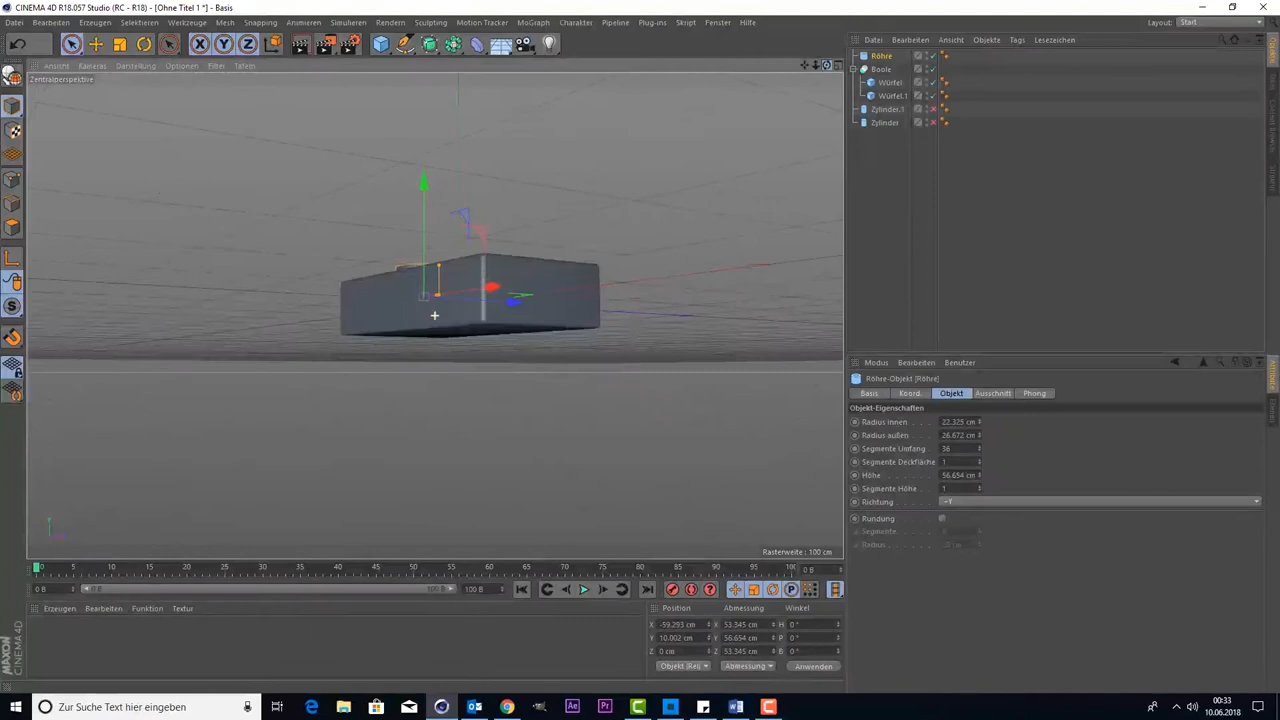 CINEMA 4D R18.057 Studio (RC - R18) - [Ohne Titel 1 *] - Basis
Datei Bearbeiten Erzeugen Selektieren Werkzeuge Mesh Snapping Animieren Simulieren Rendern Sculpting Motion Tracker MoGraph Charakter Pipeline Plug-ins Skript Fenster Hilfe
Layout: Start
Ansicht Kameras Darstellung Optionen Filter Tafeln
Zentralperspektive
Rasterweite : 100 cm
Datei Bearbeiten Ansicht Objekte Tags Lesezeichen
Röhre
Boole
Würfel
Würfel.1
Zylinder.1
Zylinder
Modus Bearbeiten Benutzer
Röhre-Objekt [Röhre]
Basis Koord. Objekt Ausschnitt Phong
Objekt-Eigenschaften
Radius innen 22.325 cm
Radius außen 26.672 cm
Segmente Umfang 36
Segmente Deckfläche 1
Höhe 56.654 cm
Segmente Höhe 1
Richtung +Y
Rundung
Segmente
Radius
0 5 10 15 20 25 30 35 40 45 50 55 60 65 70 75 80 85 90 95 100 0 B
0 B 0 B 100 B 100 B
Erzeugen Bearbeiten Funktion Textur
Position Abmessung Winkel
X -59.293 cm X 53.345 cm H 0 °
Y 10.002 cm Y 56.654 cm P 0 °
Z 0 cm Z 53.345 cm B 0 °
Objekt (Rel) Abmessung Anwenden
MAXON CINEMA 4D
Zur Suche Text hier eingeben
00:33
10.06.2018